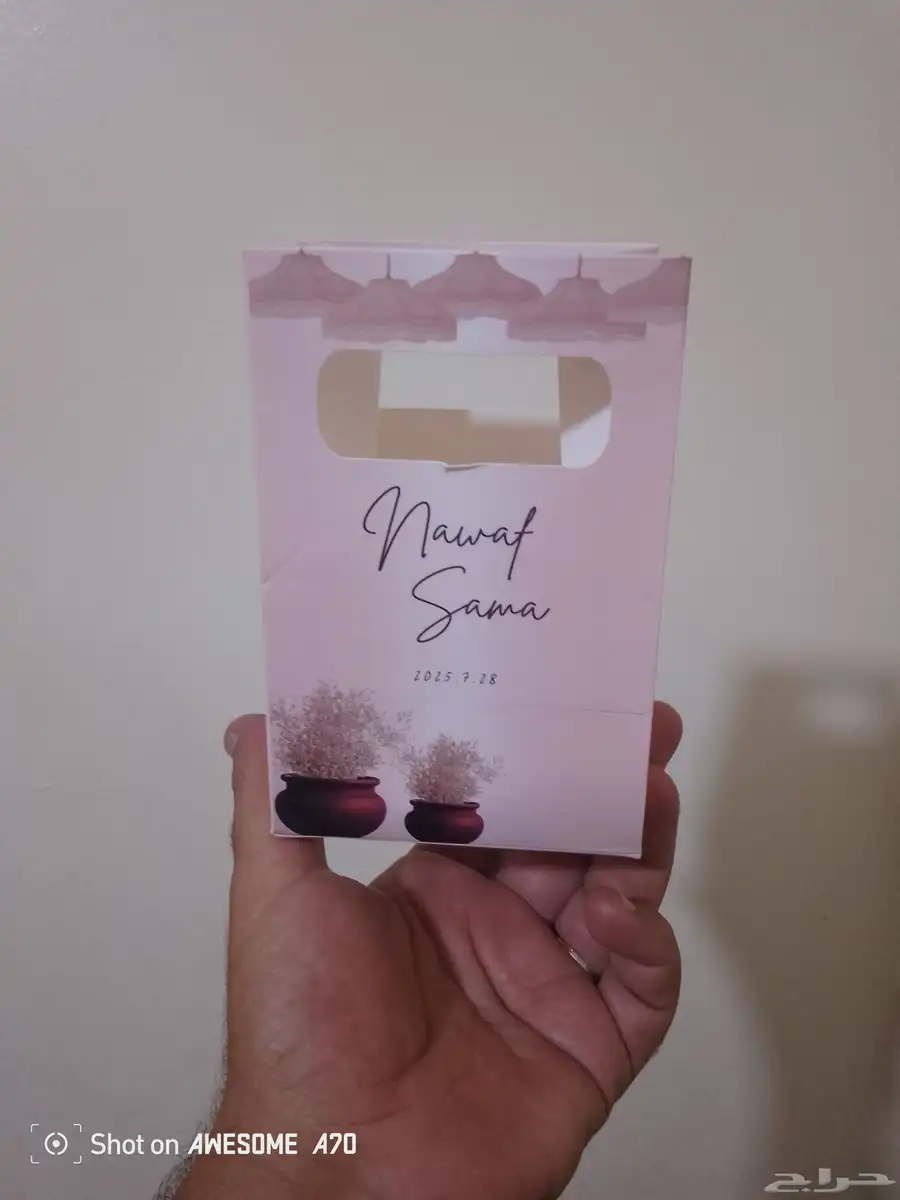 Nawaf
Sama
2025.7.28
Shot on AWESOME A70
حراج